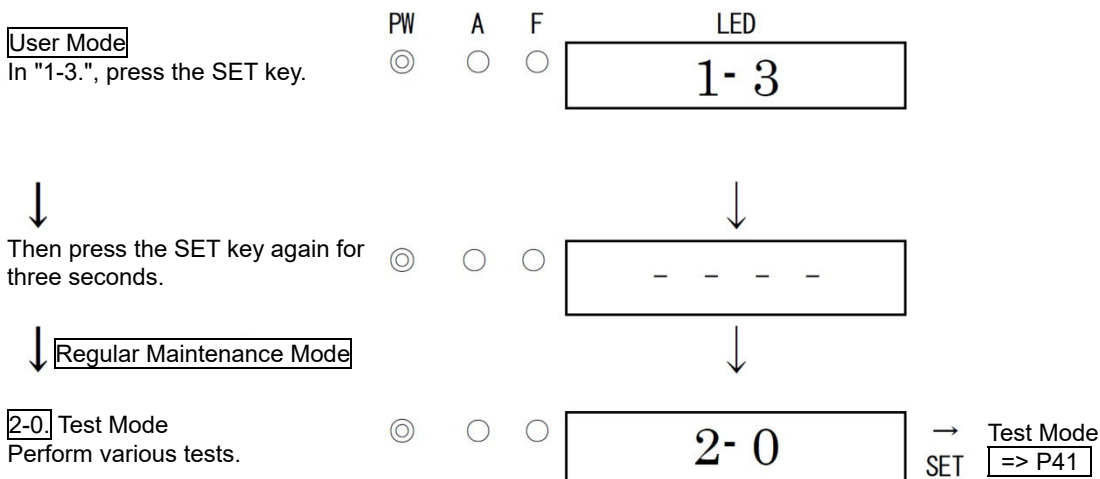 PW A F LED
User Mode
In "1-3.", press the SET key.
◎ ○ ○ 1- 3
↓ ↓
Then press the SET key again for
three seconds.
◎ ○ ○ - - - -
↓ Regular Maintenance Mode ↓
2-0. Test Mode
Perform various tests.
◎ ○ ○ 2- 0
→ Test Mode
SET => P41